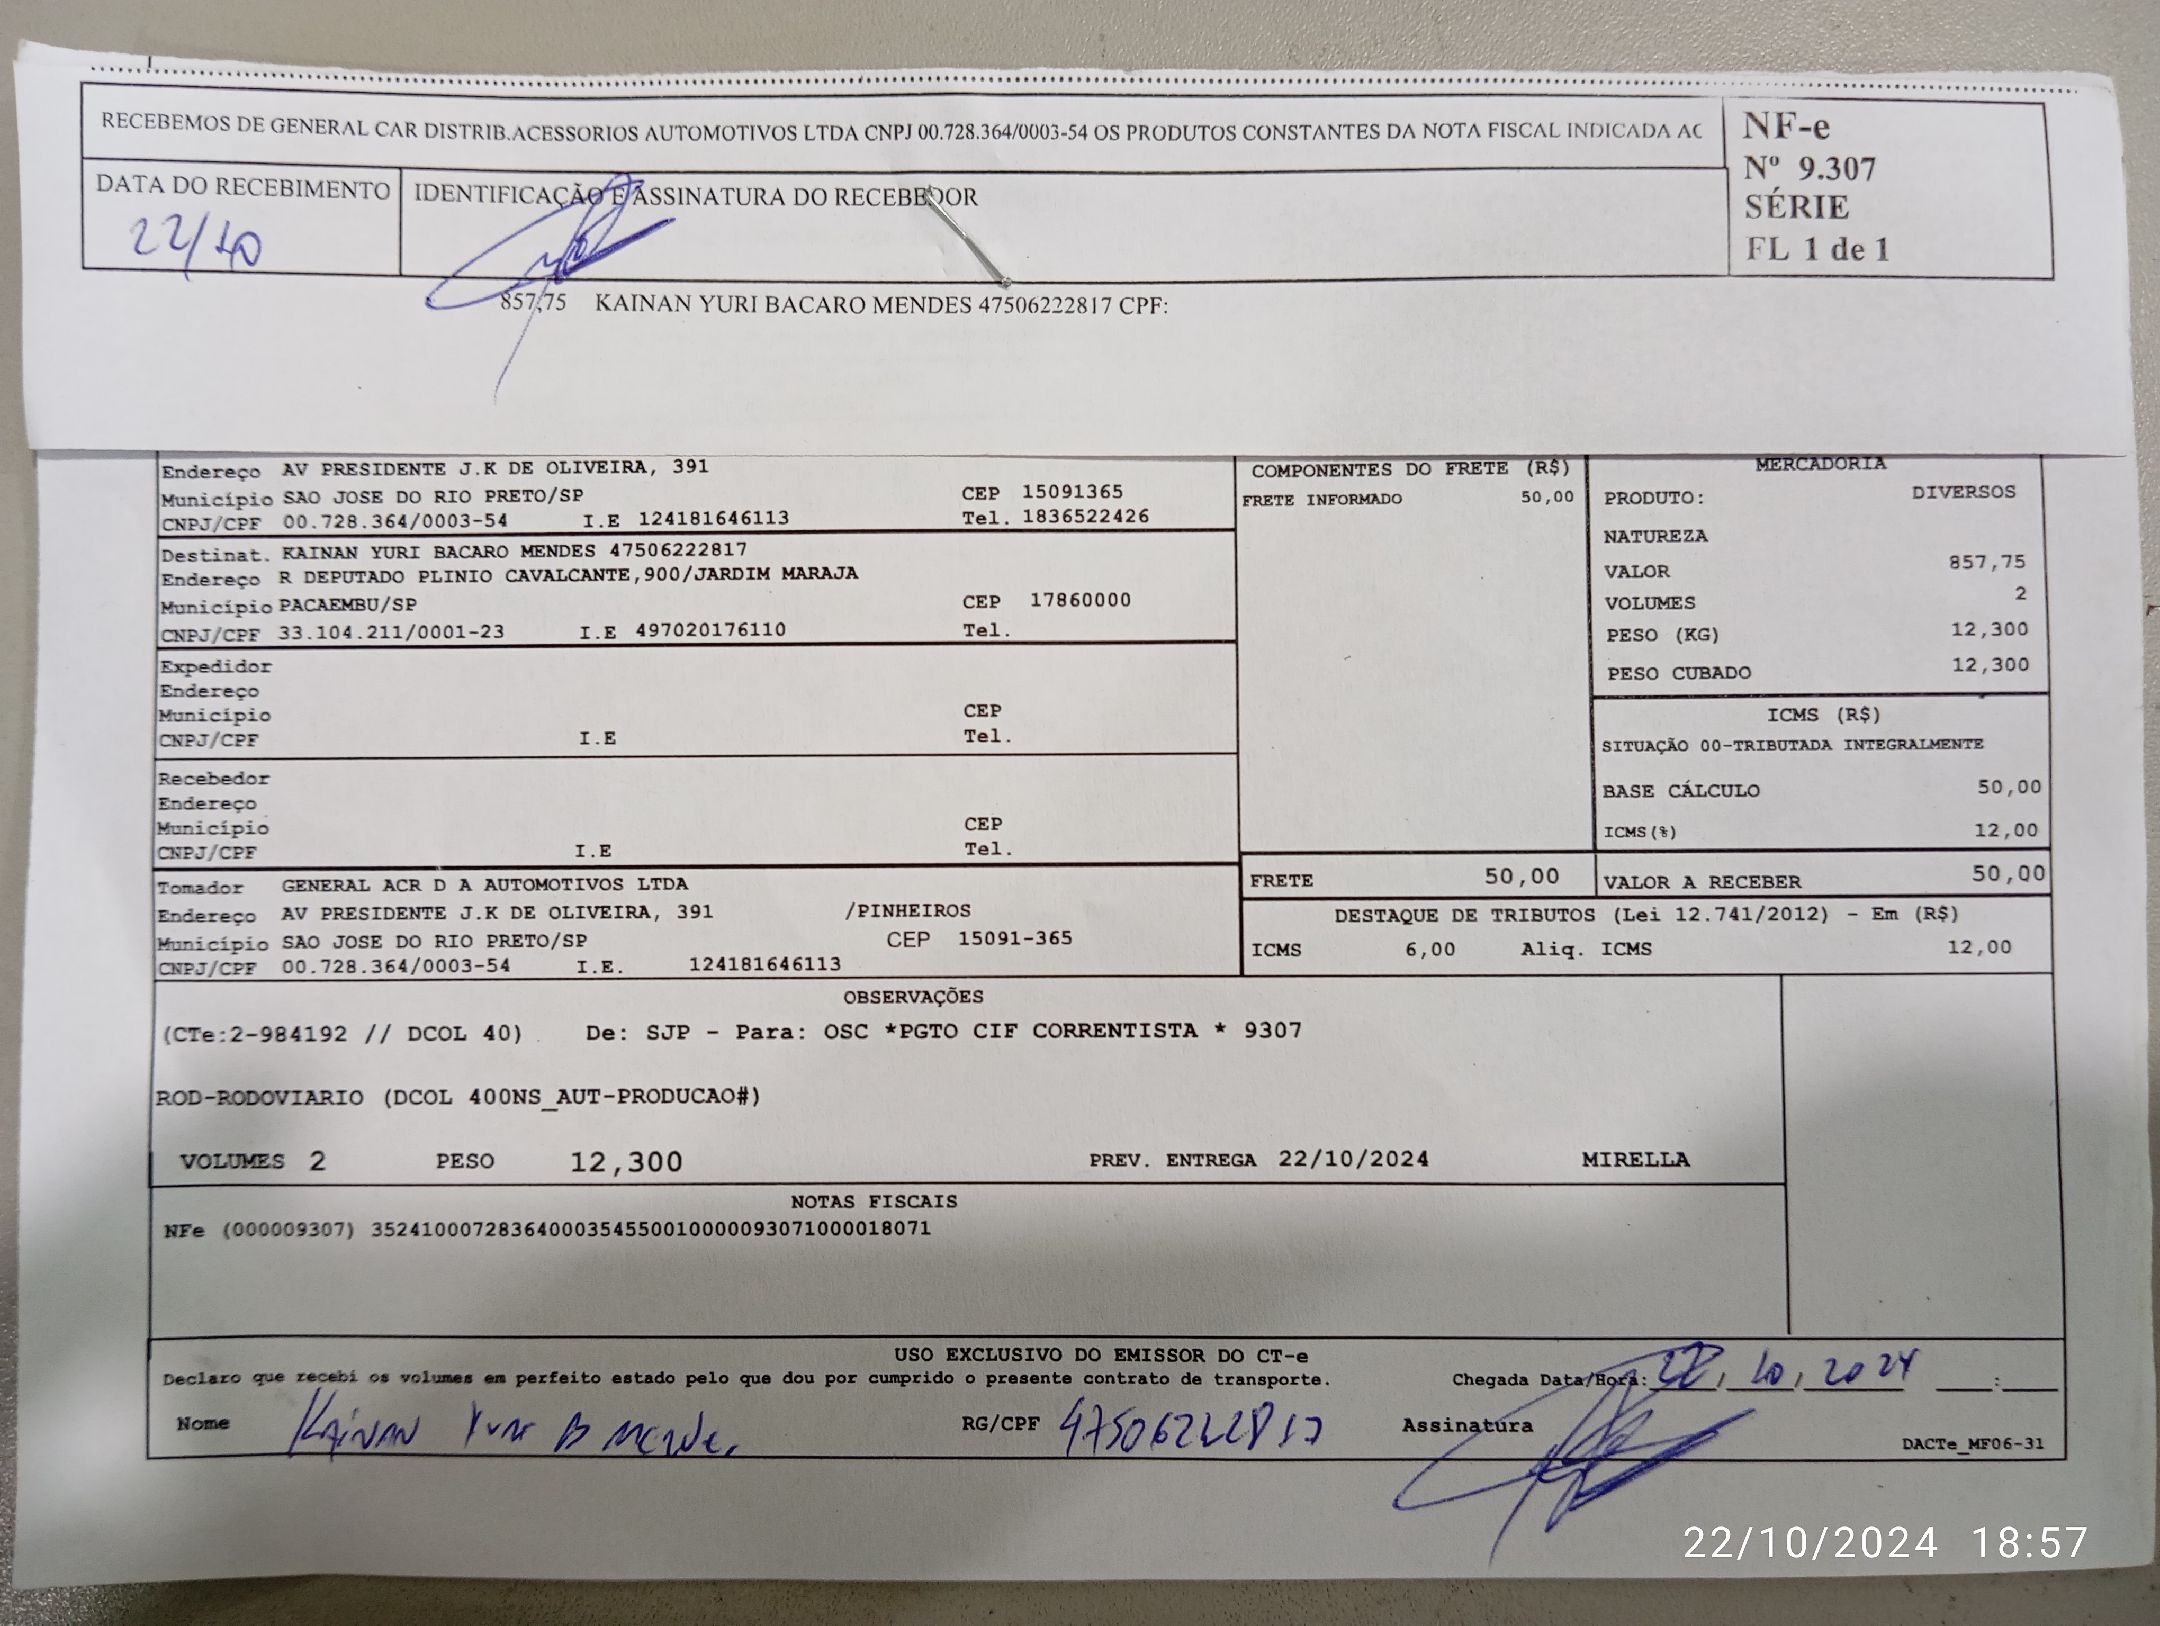 RECEBEMOS DE GENERAL CAR DISTRIB.ACESSORIOS AUTOMOTIVOS LTDA CNPJ 00.728.364/0003-54 OS PRODUTOS CONSTANTES DA NOTA FISCAL INDICADA AO
NF-e
Nº 9.307
SÉRIE
FL 1 de 1
DATA DO RECEBIMENTO
22/10
IDENTIFICAÇÃO E ASSINATURA DO RECEBEDOR
857,75 KAINAN YURI BACARO MENDES 47506222817 CPF:
Endereço AV PRESIDENTE J.K DE OLIVEIRA, 391
Município SAO JOSE DO RIO PRETO/SP CEP 15091365
CNPJ/CPF 00.728.364/0003-54 I.E 124181646113 Tel. 1836522426
Destinat. KAINAN YURI BACARO MENDES 47506222817
Endereço R DEPUTADO PLINIO CAVALCANTE,900/JARDIM MARAJA
Município PACAEMBU/SP CEP 17860000
CNPJ/CPF 33.104.211/0001-23 I.E 497020176110 Tel.
Expedidor
Endereço
Município CEP
CNPJ/CPF I.E Tel.
Recebedor
Endereço
Município CEP
CNPJ/CPF I.E Tel.
Tomador GENERAL ACR D A AUTOMOTIVOS LTDA
Endereço AV PRESIDENTE J.K DE OLIVEIRA, 391 /PINHEIROS
Município SAO JOSE DO RIO PRETO/SP CEP 15091-365
CNPJ/CPF 00.728.364/0003-54 I.E. 124181646113
COMPONENTES DO FRETE (R$)
FRETE INFORMADO 50,00
FRETE 50,00
MERCADORIA
PRODUTO: DIVERSOS
NATUREZA
VALOR 857,75
VOLUMES 2
PESO (KG) 12,300
PESO CUBADO 12,300
ICMS (R$)
SITUAÇÃO 00-TRIBUTADA INTEGRALMENTE
BASE CÁLCULO 50,00
ICMS(%) 12,00
VALOR A RECEBER 50,00
DESTAQUE DE TRIBUTOS (Lei 12.741/2012) - Em (R$)
ICMS 6,00 Aliq. ICMS 12,00
OBSERVAÇÕES
(CTe:2-984192 // DCOL 40) De: SJP - Para: OSC *PGTO CIF CORRENTISTA * 9307
ROD-RODOVIARIO (DCOL 400NS_AUT-PRODUCAO#)
VOLUMES 2 PESO 12,300 PREV. ENTREGA 22/10/2024 MIRELLA
NOTAS FISCAIS
NFe (000009307) 35241000728364000354550010000093071000018071
USO EXCLUSIVO DO EMISSOR DO CT-e
Declaro que recebi os volumes em perfeito estado pelo que dou por cumprido o presente contrato de transporte. Chegada Data/Hora: 22, 10, 2024 :
Nome Kainan Yuri B Mendes RG/CPF 47506222817 Assinatura
DACTe_MF06-31
22/10/2024 18:57